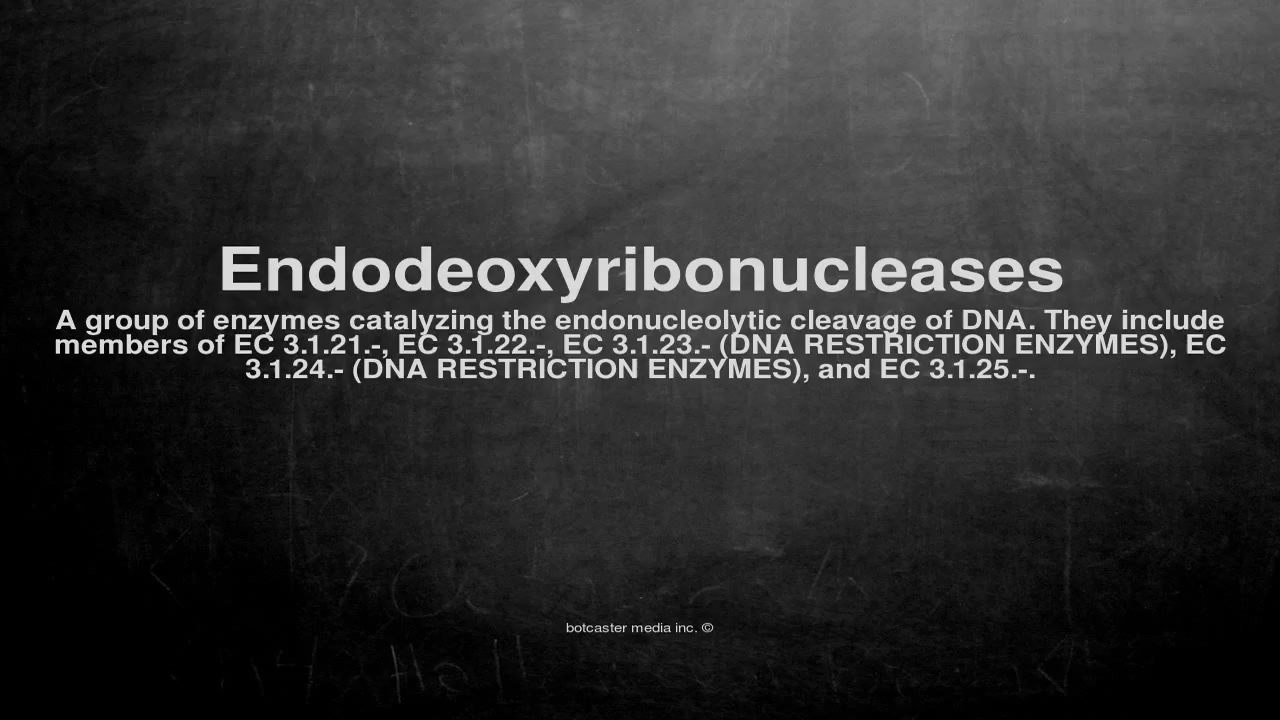 Endodeoxyribonucleases
A group of enzymes catalyzing the endonucleolytic cleavage of DNA. They include
members of EC 3.1.21.-, EC 3.1.22.-, EC 3.1.23.- (DNA RESTRICTION ENZYMES), EC
3.1.24.- (DNA RESTRICTION ENZYMES), and EC 3.1.25.-.
botcaster media inc. ©